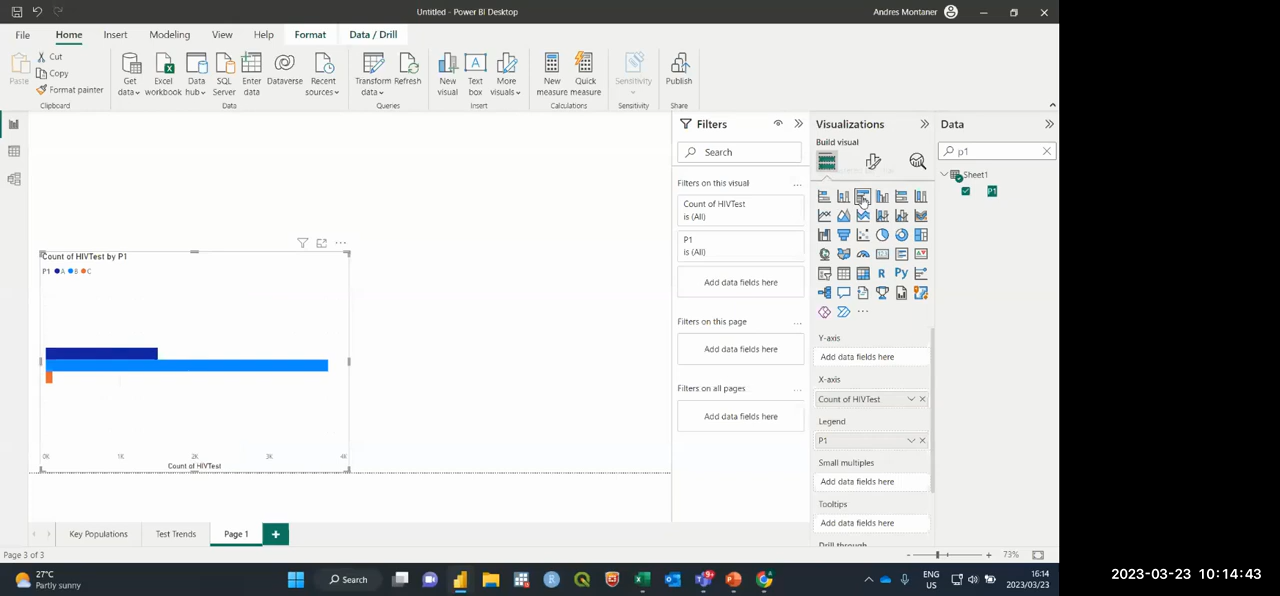 Untitled - Power BI Desktop
Andres Montaner
File Home Insert Modeling View Help Format Data / Drill
Paste
Cut
Copy
Format painter
Clipboard
Get data
Excel workbook
Data hub
SQL Server
Enter data
Dataverse
Recent sources
Data
Transform data
Refresh
Queries
New visual
Text box
More visuals
Insert
New measure
Quick measure
Calculations
Sensitivity
Sensitivity
Publish
Share
Count of HIVTest by P1
P1 A B C
0K 1K 2K 3K 4K
Count of HIVTest
Filters
Search
Filters on this visual
Count of HIVTest
is (All)
P1
is (All)
Add data fields here
Filters on this page
Add data fields here
Filters on all pages
Add data fields here
Visualizations
Build visual
R Py
Y-axis
Add data fields here
X-axis
Count of HIVTest
Legend
P1
Small multiples
Add data fields here
Tooltips
Add data fields here
Drill through
Data
p1
Sheet1
P1
Key Populations Test Trends Page 1
Page 3 of 3
73%
27°C
Partly sunny
Search
ENG
US
16:14
2023/03/23
2023-03-23 10:14:43